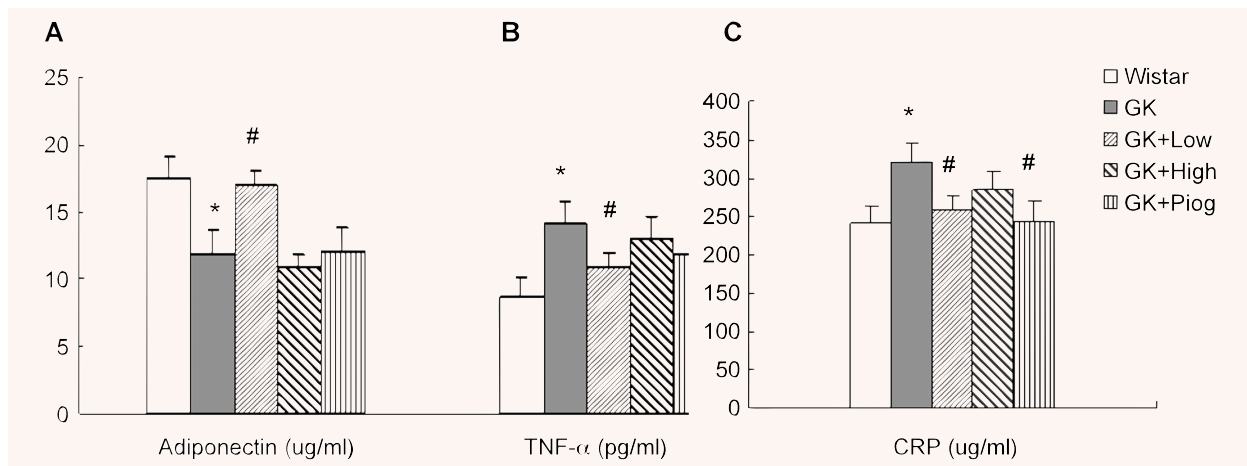 A
B
C
25
20
15
10
5
0
#
*
*
#
400
350
300
250
200
150
100
50
0
*
#
#
Wistar
GK
GK+Low
GK+High
GK+Piog
Adiponectin (ug/ml)
TNF-α (pg/ml)
CRP (ug/ml)